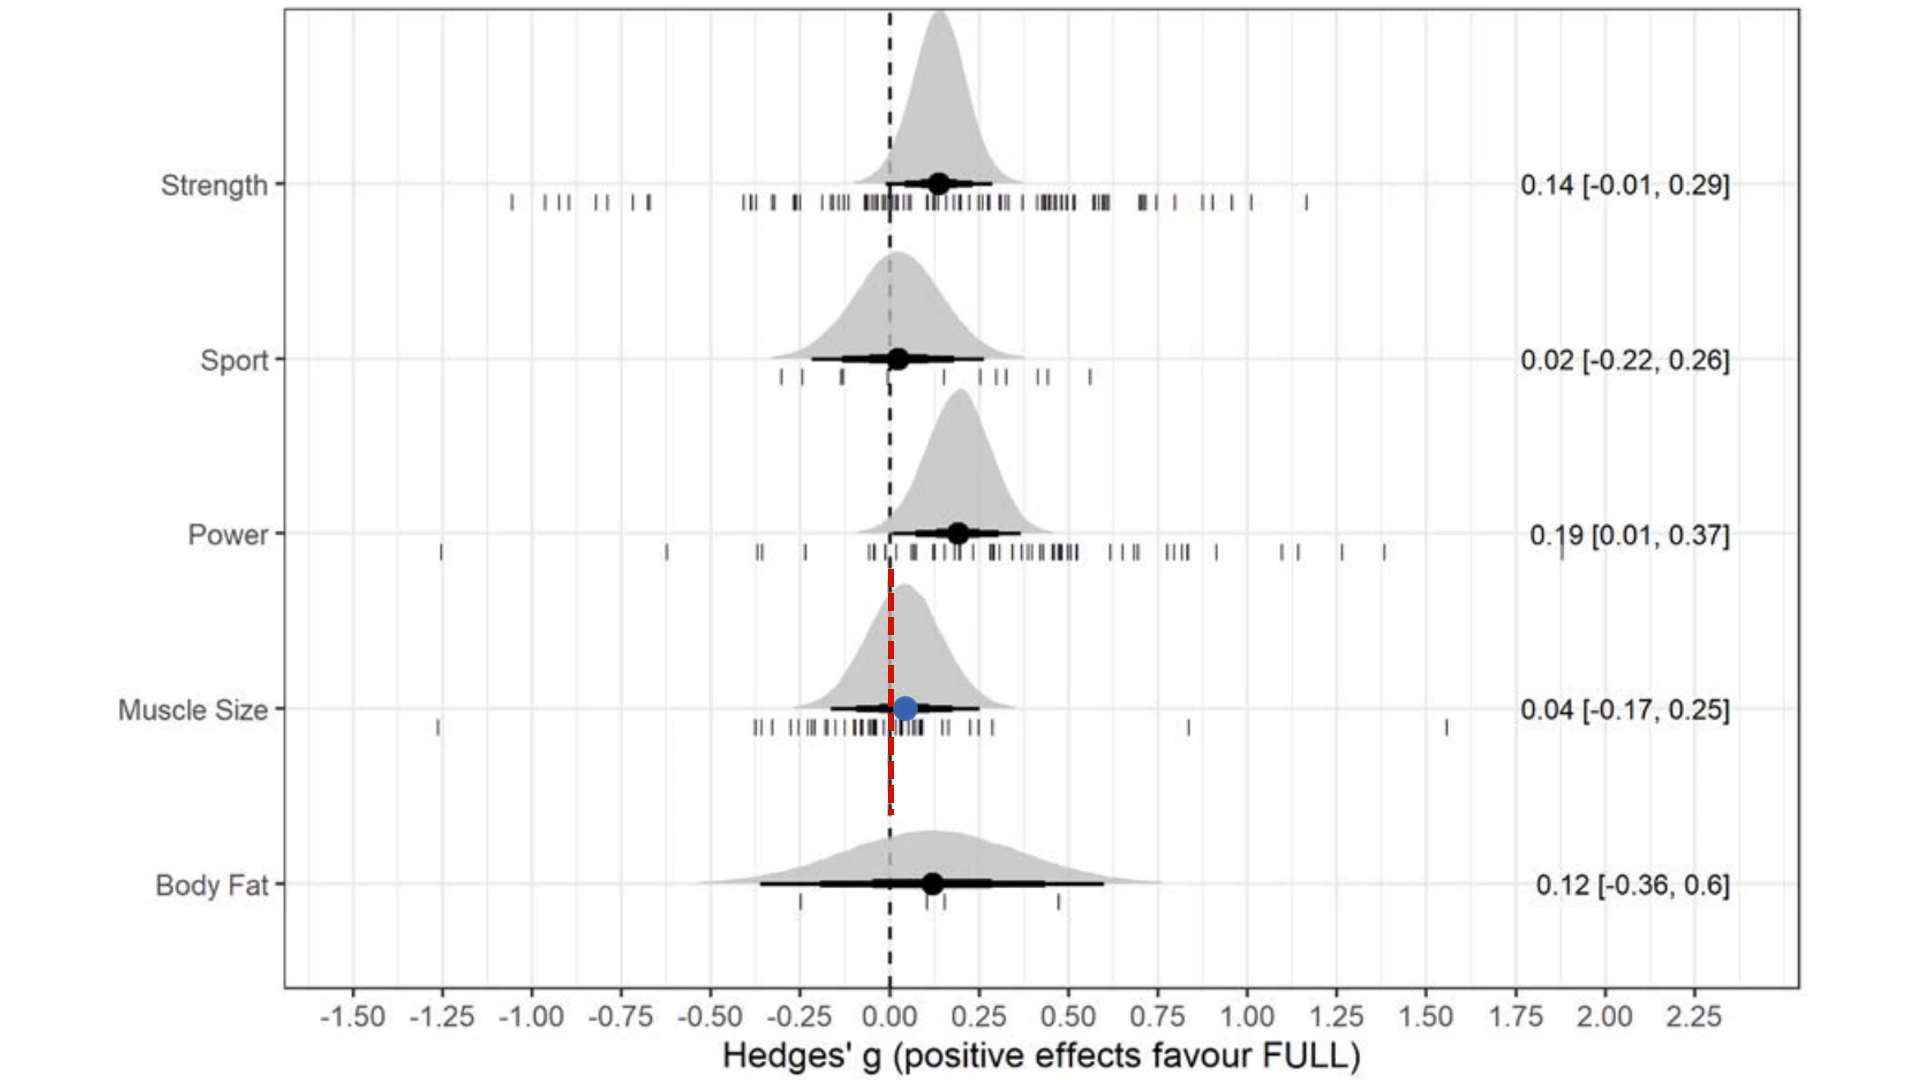 Strength 0.14 [-0.01, 0.29]
Sport 0.02 [-0.22, 0.26]
Power 0.19 [0.01, 0.37]
Muscle Size 0.04 [-0.17, 0.25]
Body Fat 0.12 [-0.36, 0.6]
-1.50 -1.25 -1.00 -0.75 -0.50 -0.25 0.00 0.25 0.50 0.75 1.00 1.25 1.50 1.75 2.00 2.25
Hedges' g (positive effects favour FULL)